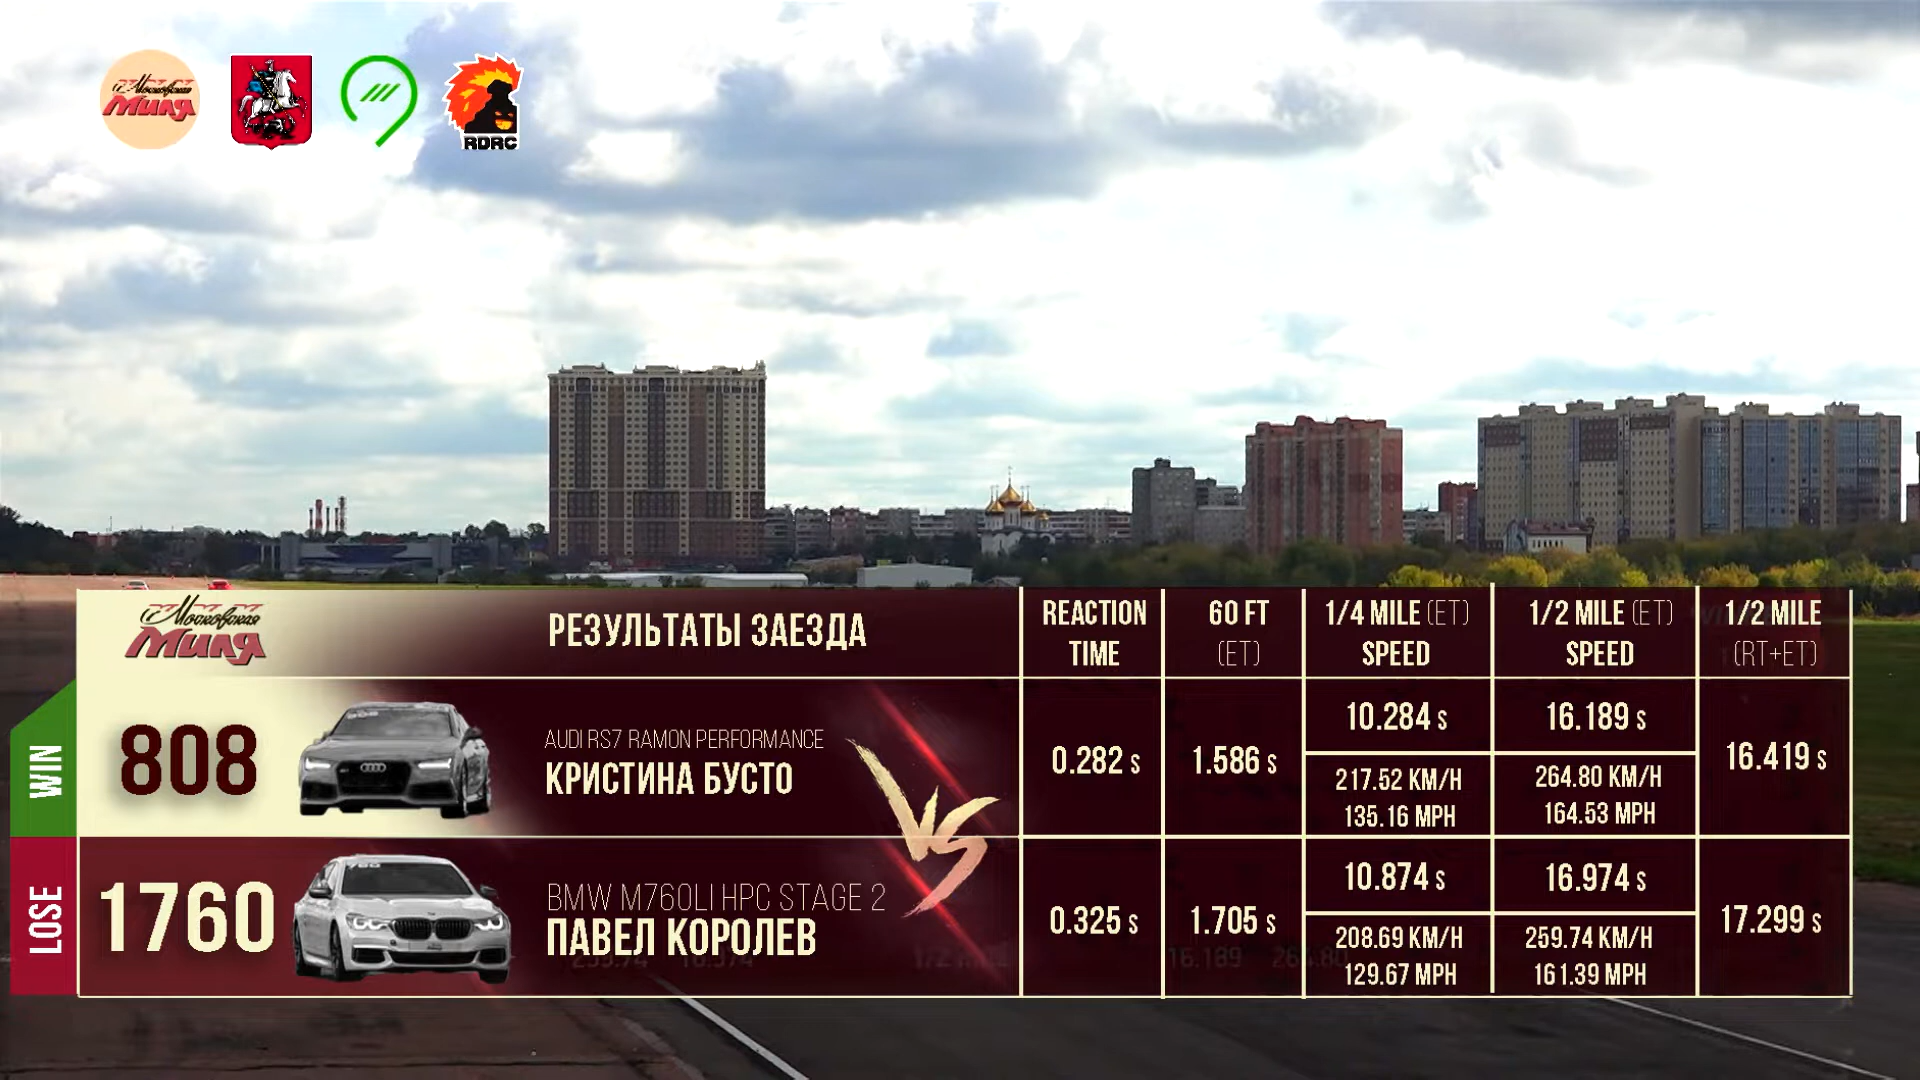 Московская
Миля
RDRC
Московская
Миля
РЕЗУЛЬТАТЫ ЗАЕЗДА
REACTION
TIME
60 FT
(ET)
1/4 MILE (ET)
SPEED
1/2 MILE (ET)
SPEED
1/2 MILE
(RT+ET)
WIN
808
AUDI RS7 RAMON PERFORMANCE
КРИСТИНА БУСТО
0.282 s
1.586 s
10.284 s
217.52 KM/H
135.16 MPH
16.189 s
264.80 KM/H
164.53 MPH
16.419 s
VS
LOSE
1760
BMW M760LI HPC STAGE 2
ПАВЕЛ КОРОЛЕВ
0.325 s
1.705 s
10.874 s
208.69 KM/H
129.67 MPH
16.974 s
259.74 KM/H
161.39 MPH
17.299 s